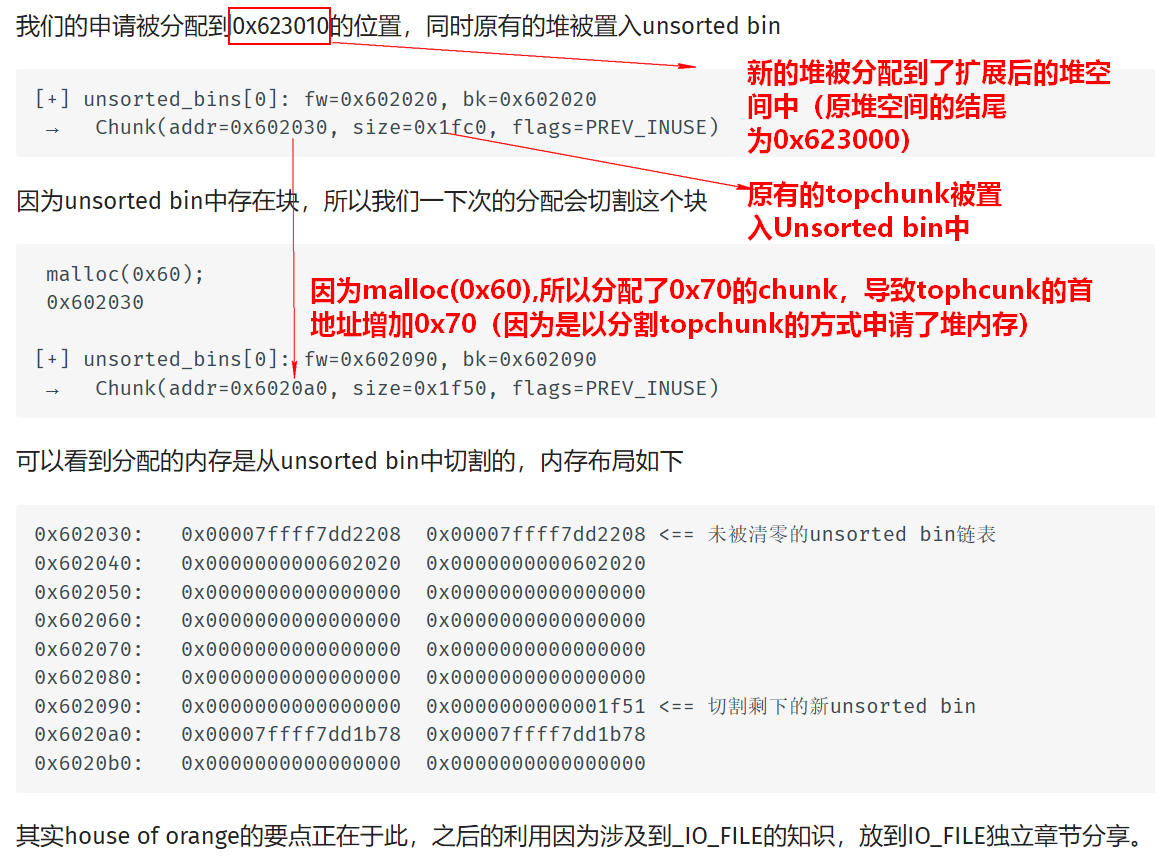 我们的申请被分配到0x623010的位置，同时原有的堆被置入unsorted bin
新的堆被分配到了扩展后的堆空
间中（原堆空间的结尾
为0x623000）
[+] unsorted_bins[0]: fw=0x602020, bk=0x602020
→ Chunk(addr=0x602030, size=0x1fc0, flags=PREV_INUSE)
原有的topchunk被置
入Unsorted bin中
因为unsorted bin中存在块，所以我们一下次的分配会切割这个块
malloc(0x60);
0x602030
因为malloc(0x60),所以分配了0x70的chunk，导致tophcunk的首
地址增加0x70（因为是以分割topchunk的方式申请了堆内存）
[+] unsorted_bins[0]: fw=0x602090, bk=0x602090
→ Chunk(addr=0x6020a0, size=0x1f50, flags=PREV_INUSE)
可以看到分配的内存是从unsorted bin中切割的，内存布局如下
0x602030: 0x00007ffff7dd2208 0x00007ffff7dd2208 <== 未被清零的unsorted bin链表
0x602040: 0x0000000000602020 0x0000000000602020
0x602050: 0x0000000000000000 0x0000000000000000
0x602060: 0x0000000000000000 0x0000000000000000
0x602070: 0x0000000000000000 0x0000000000000000
0x602080: 0x0000000000000000 0x0000000000000000
0x602090: 0x0000000000000000 0x0000000000001f51 <== 切割剩下的新unsorted bin
0x6020a0: 0x00007ffff7dd1b78 0x00007ffff7dd1b78
0x6020b0: 0x0000000000000000 0x0000000000000000
其实house of orange的要点正在于此，之后的利用因为涉及到_IO_FILE的知识，放到IO_FILE独立章节分享。